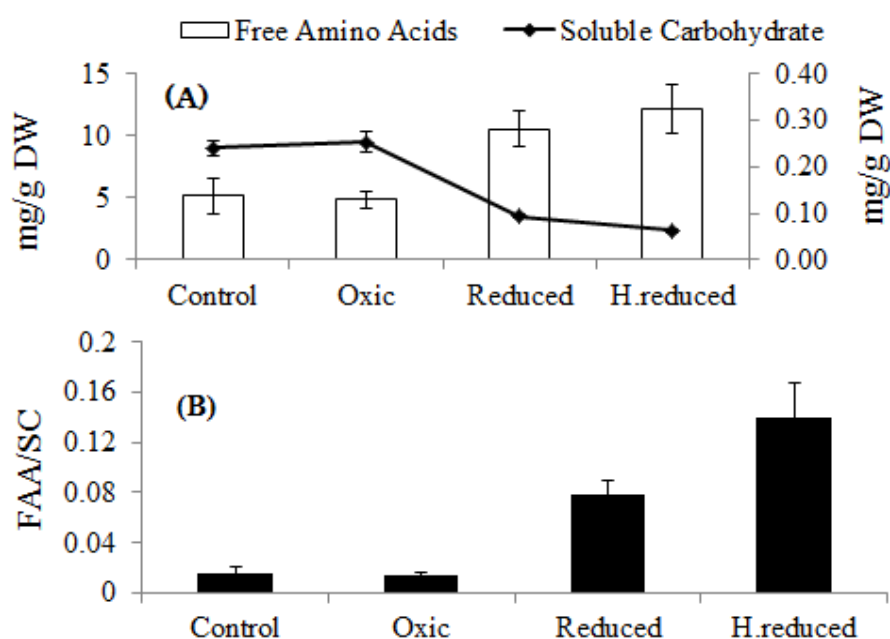 Free Amino Acids Soluble Carbohydrate
(A)
mg/g DW
15
10
5
0
0.40
0.30
0.20
0.10
0.00
mg/g DW
Control Oxic Reduced H.reduced
(B)
FAA/SC
0.2
0.16
0.12
0.08
0.04
0
Control Oxic Reduced H.reduced